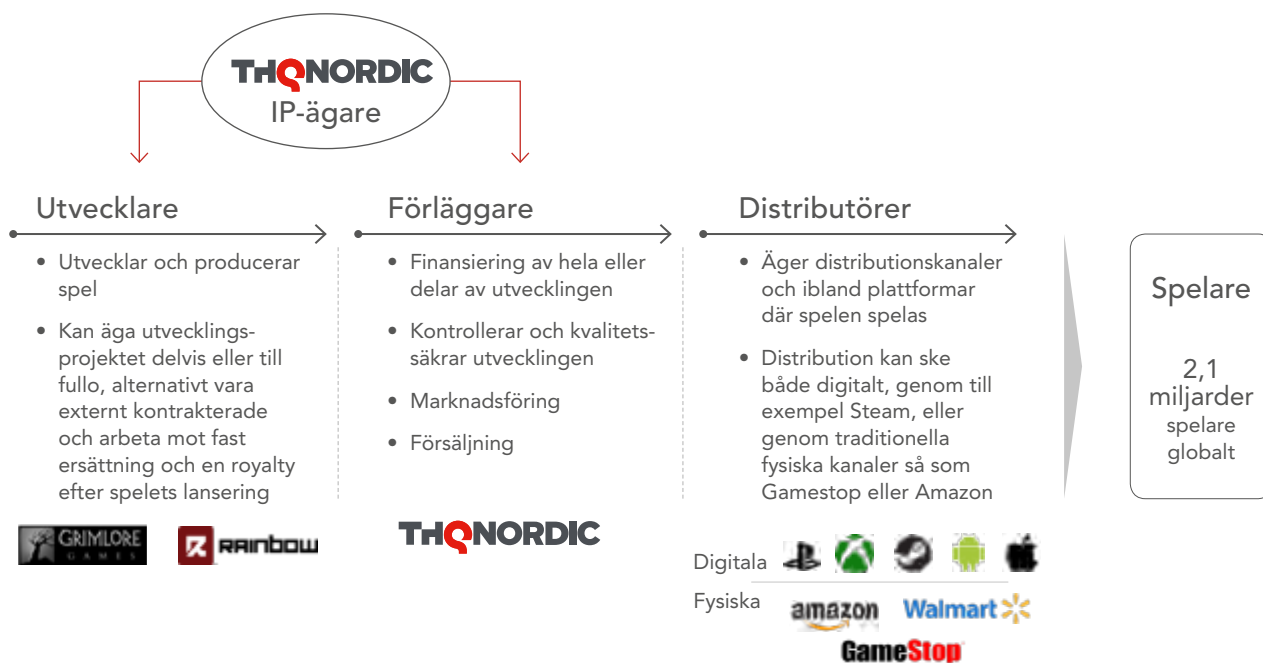 THQNORDIC
IP-ägare
Utvecklare
• Utvecklar och producerar
spel
• Kan äga utvecklings-
projektet delvis eller till
fullo, alternativt vara
externt kontrakterade
och arbeta mot fast
ersättning och en royalty
efter spelets lansering
GRIMLORE
GAMES
RAINBOW
Förläggare
• Finansiering av hela eller
delar av utvecklingen
• Kontrollerar och kvalitets-
säkrar utvecklingen
• Marknadsföring
• Försäljning
THQNORDIC
Distributörer
• Äger distributionskanaler
och ibland plattformar
där spelen spelas
• Distribution kan ske
både digitalt, genom till
exempel Steam, eller
genom traditionella
fysiska kanaler så som
Gamestop eller Amazon
Digitala
Fysiska
amazon
Walmart
GameStop
Spelare
2,1
miljarder
spelare
globalt